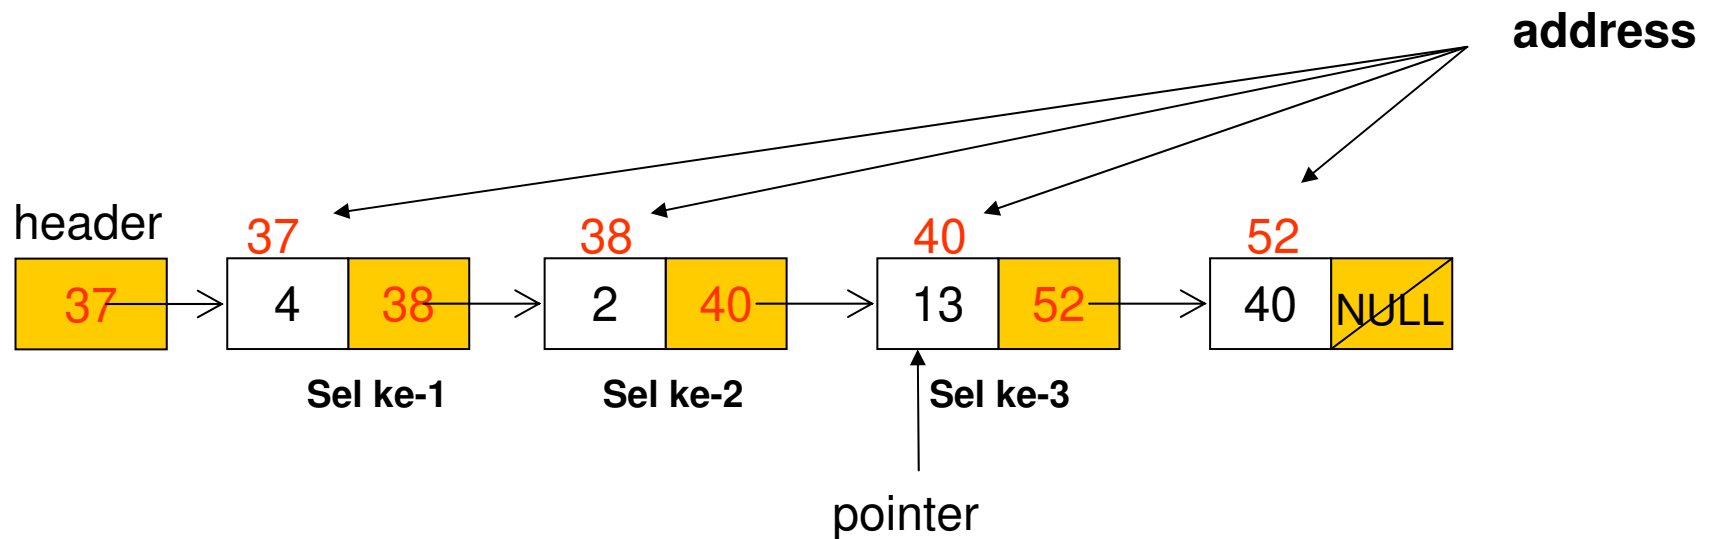 address
header
37 38 40 52
37 4 38 2 40 13 52 40 NULL
Sel ke-1 Sel ke-2 Sel ke-3
pointer